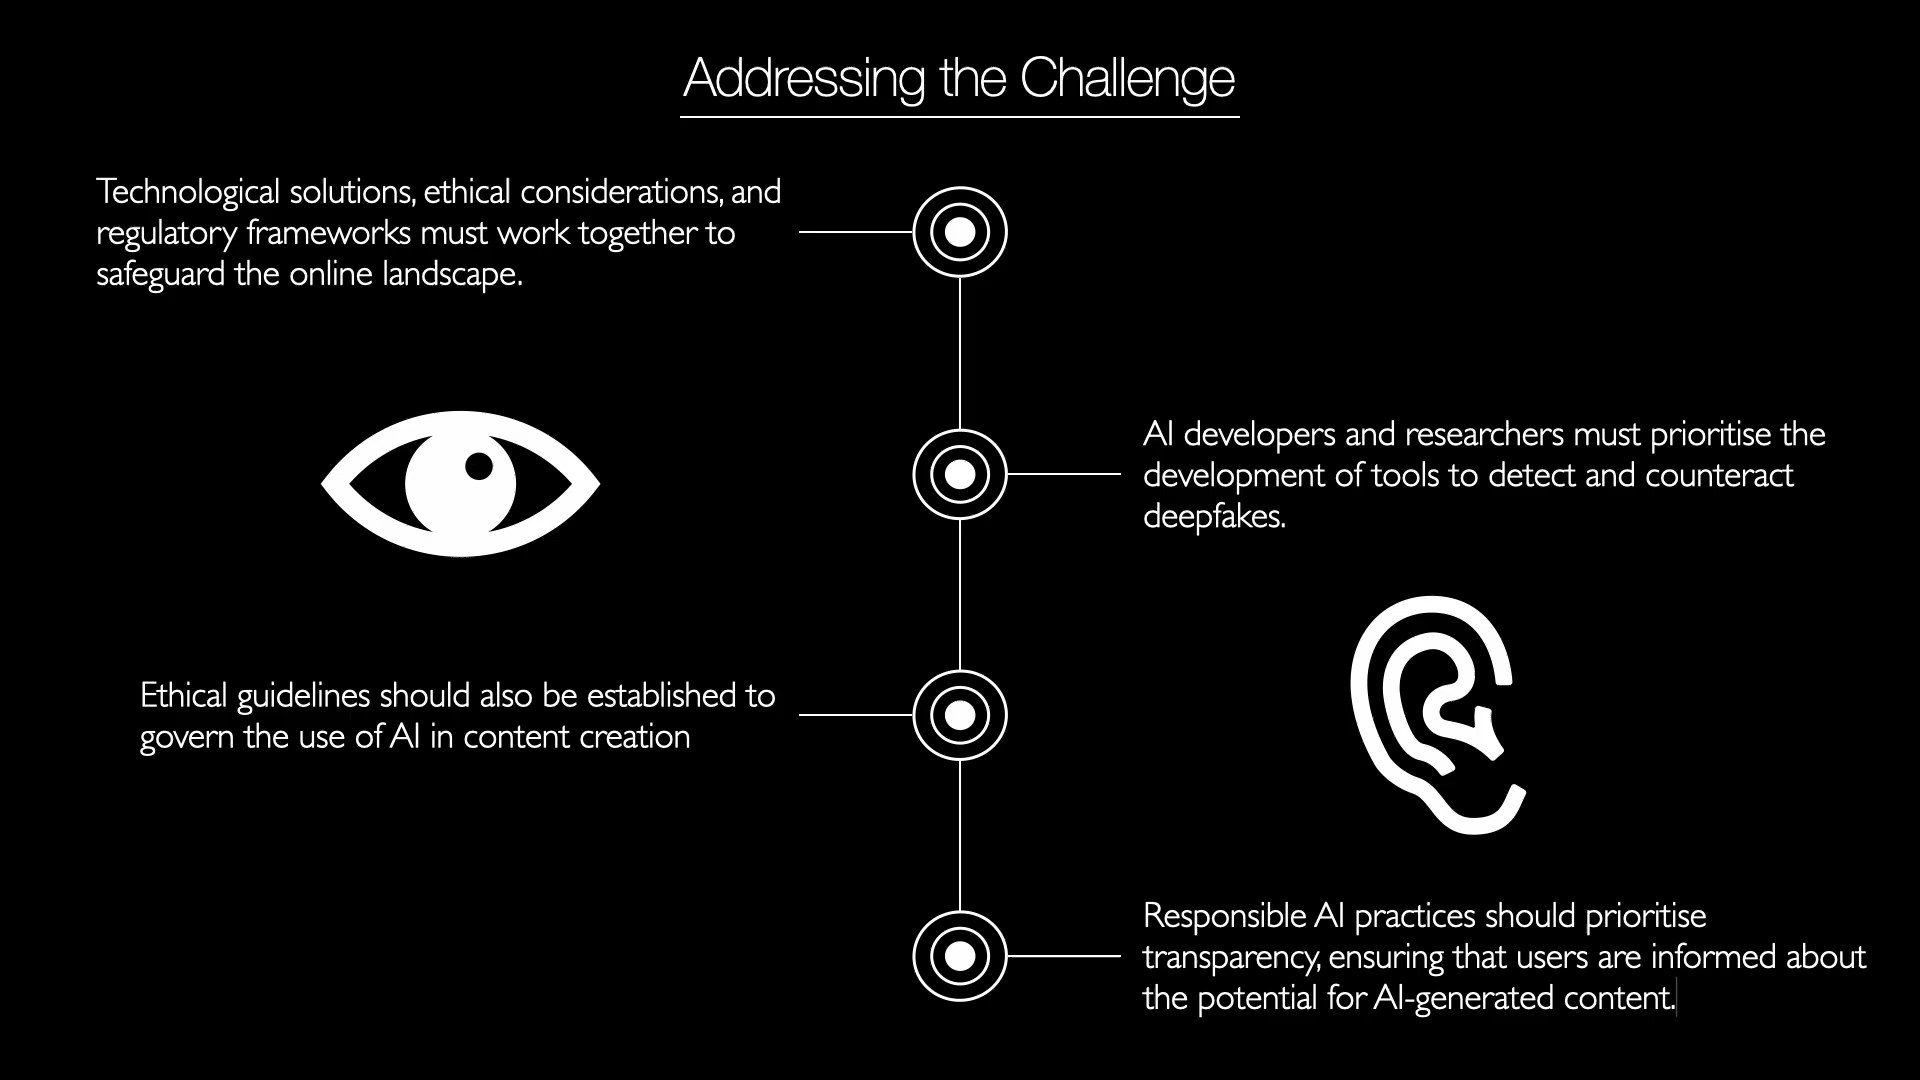 Addressing the Challenge
Technological solutions, ethical considerations, and
regulatory frameworks must work together to
safeguard the online landscape.
AI developers and researchers must prioritise the
development of tools to detect and counteract
deepfakes.
Ethical guidelines should also be established to
govern the use of AI in content creation
Responsible AI practices should prioritise
transparency, ensuring that users are informed about
the potential for AI-generated content.